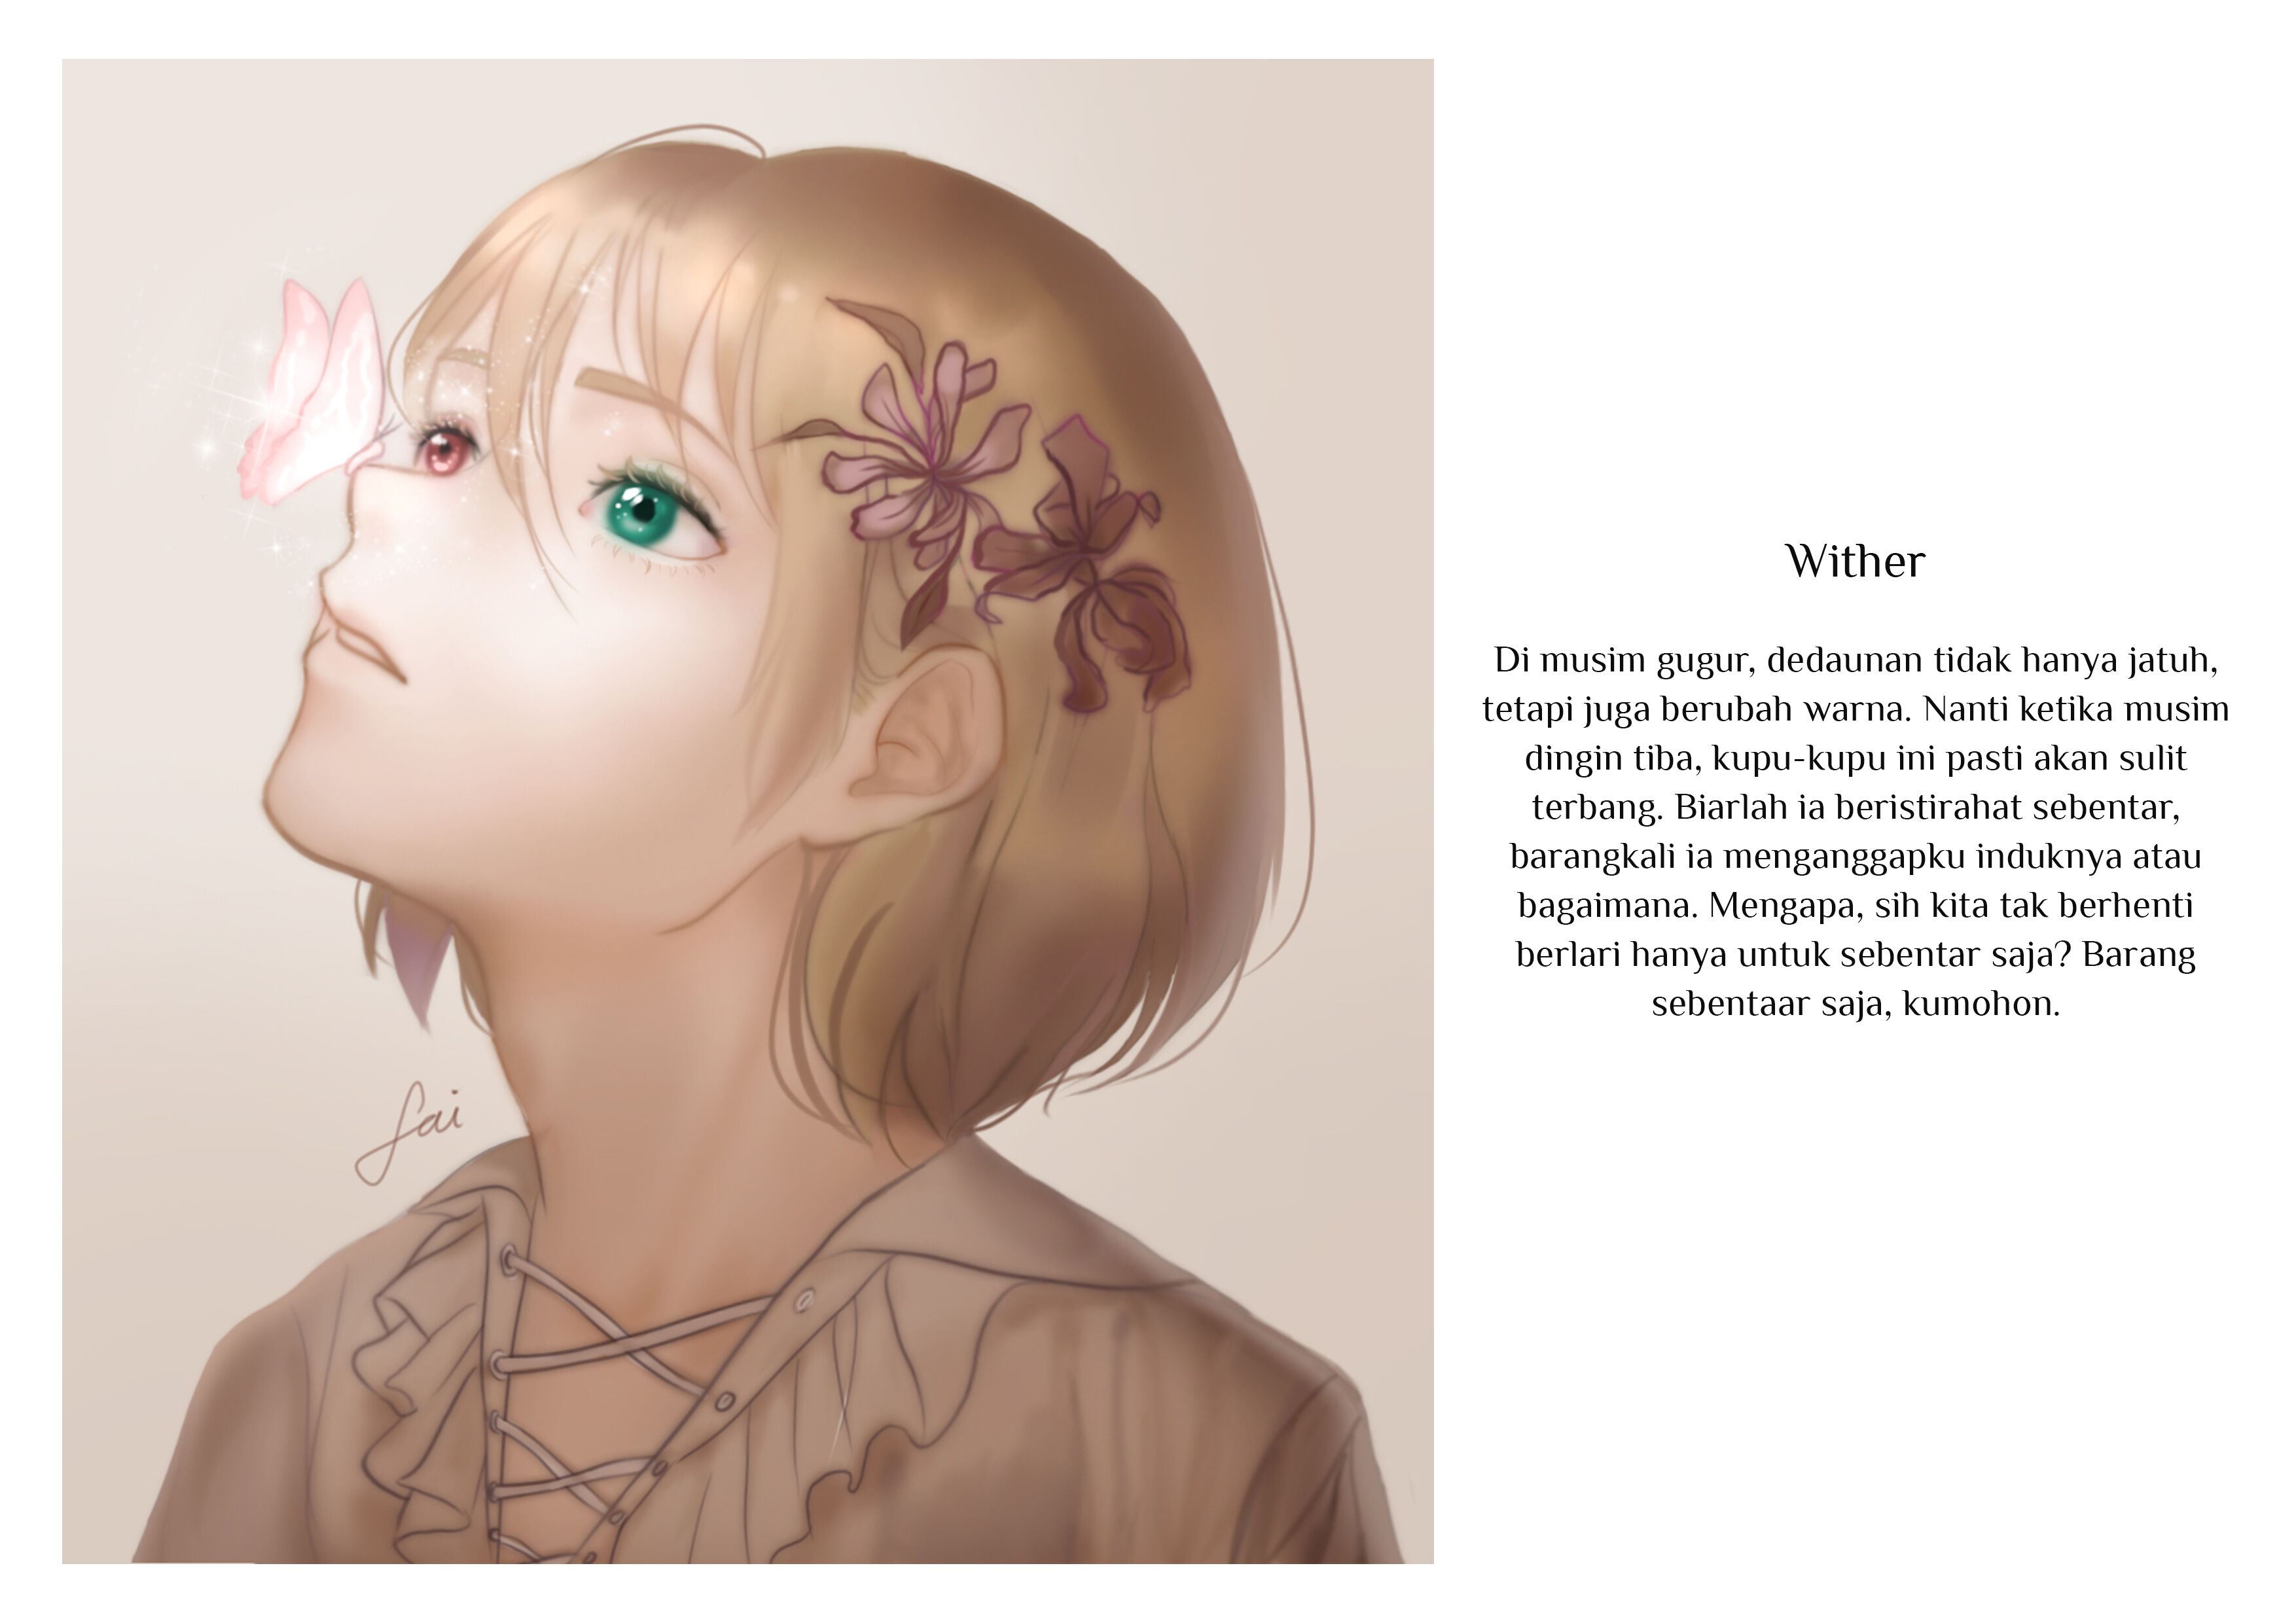 Wither
Di musim gugur, dedaunan tidak hanya jatuh,
tetapi juga berubah warna. Nanti ketika musim
dingin tiba, kupu-kupu ini pasti akan sulit
terbang. Biarlah ia beristirahat sebentar,
barangkali ia menganggapku induknya atau
bagaimana. Mengapa, sih kita tak berhenti
berlari hanya untuk sebentar saja? Barang
sebentaar saja, kumohon.